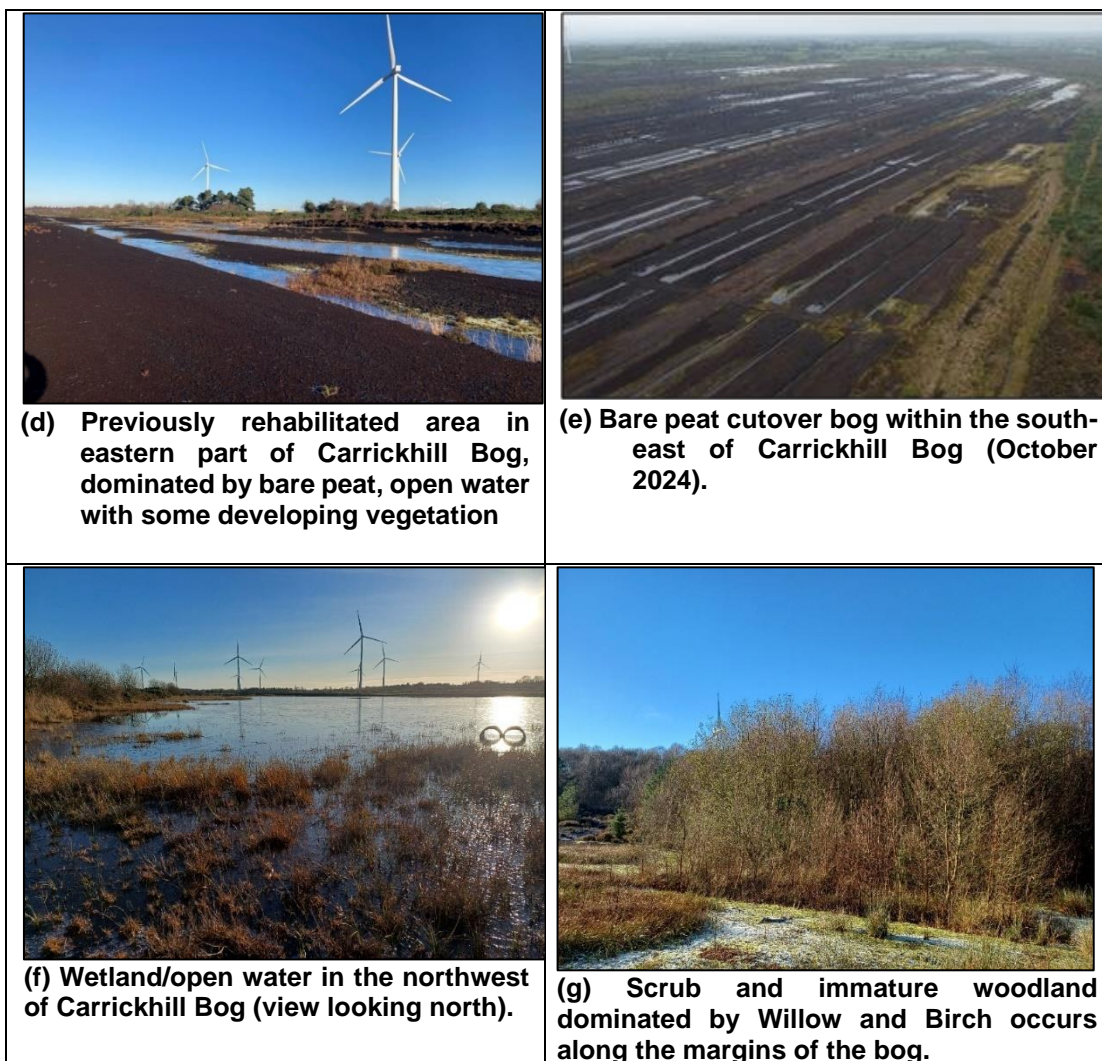 (d) Previously rehabilitated area in
eastern part of Carrickhill Bog,
dominated by bare peat, open water
with some developing vegetation
(e) Bare peat cutover bog within the south-
east of Carrickhill Bog (October
2024).
(f) Wetland/open water in the northwest
of Carrickhill Bog (view looking north).
(g) Scrub and immature woodland
dominated by Willow and Birch occurs
along the margins of the bog.